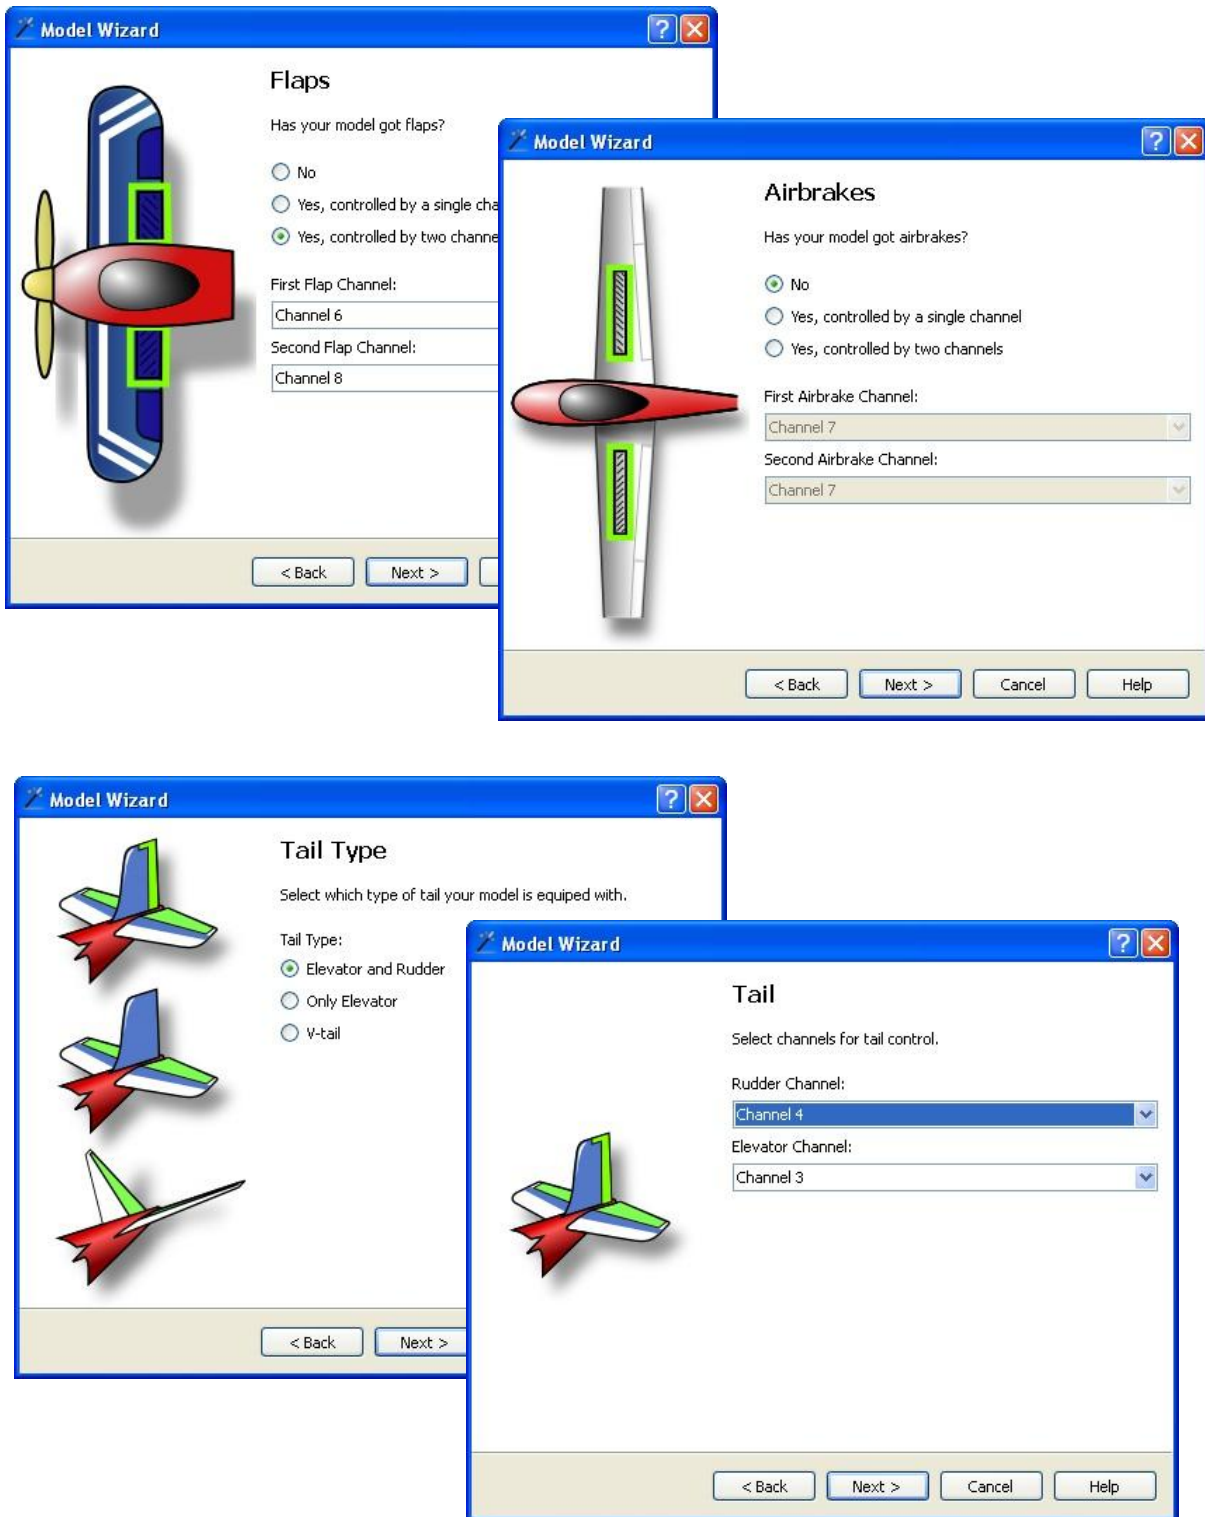 Model Wizard
Flaps
Has your model got flaps?
No
Yes, controlled by a single
Yes, controlled by two
First Flap Channel:
Channel 6
Second Flap Channel:
Channel 8
< Back
Next >
Model Wizard
Airbrakes
Has your model got airbrakes?
No
Yes, controlled by a single channel
Yes, controlled by two channels
First Airbrake Channel:
Channel 7
Second Airbrake Channel:
Channel 7
< Back
Next >
Cancel
Help
Model Wizard
Tail Type
Select which type of tail your model is equiped with.
Tail Type:
Elevator and Rudder
Only Elevator
V-tail
< Back
Next >
Model Wizard
Tail
Select channels for tail control.
Rudder Channel:
Channel 4
Elevator Channel:
Channel 3
< Back
Next >
Cancel
Help